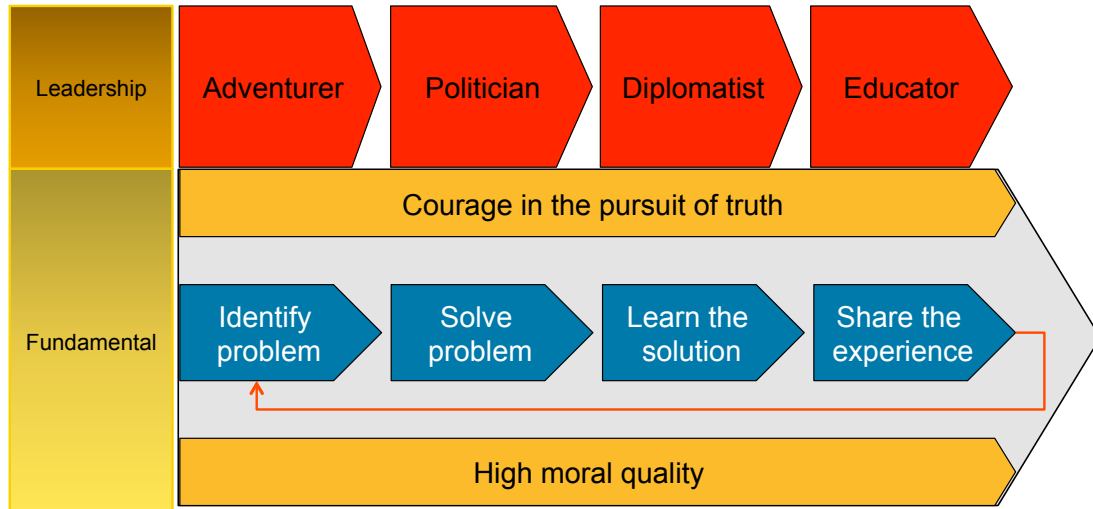 Leadership
Adventurer
Politician
Diplomatist
Educator
Fundamental
Courage in the pursuit of truth
Identify
problem
Solve
problem
Learn the
solution
Share the
experience
High moral quality